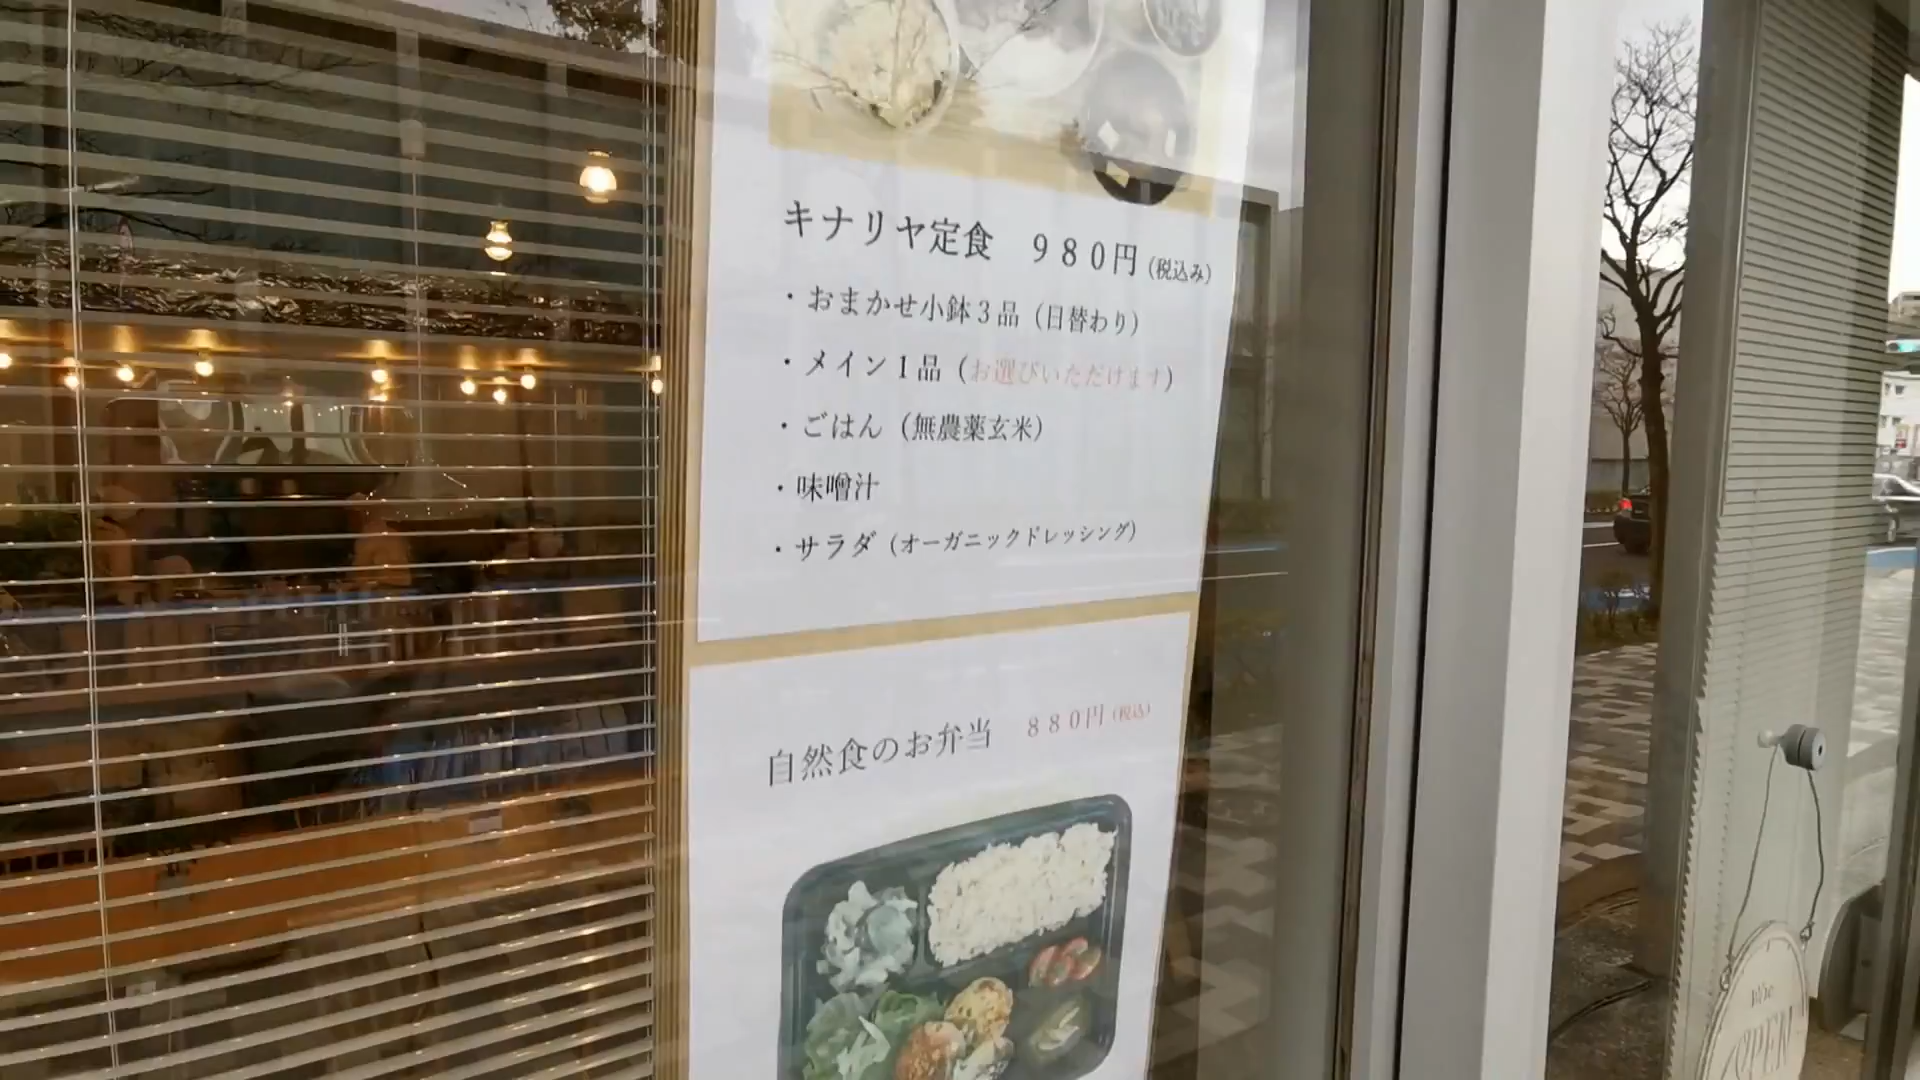 キナリヤ定食　９８０円（税込み）
・おまかせ小鉢３品（日替わり）
・メイン１品（お選びいただけます）
・ごはん（無農薬玄米）
・味噌汁
・サラダ（オーガニックドレッシング）
自然食のお弁当　８８０円（税込）
OPEN